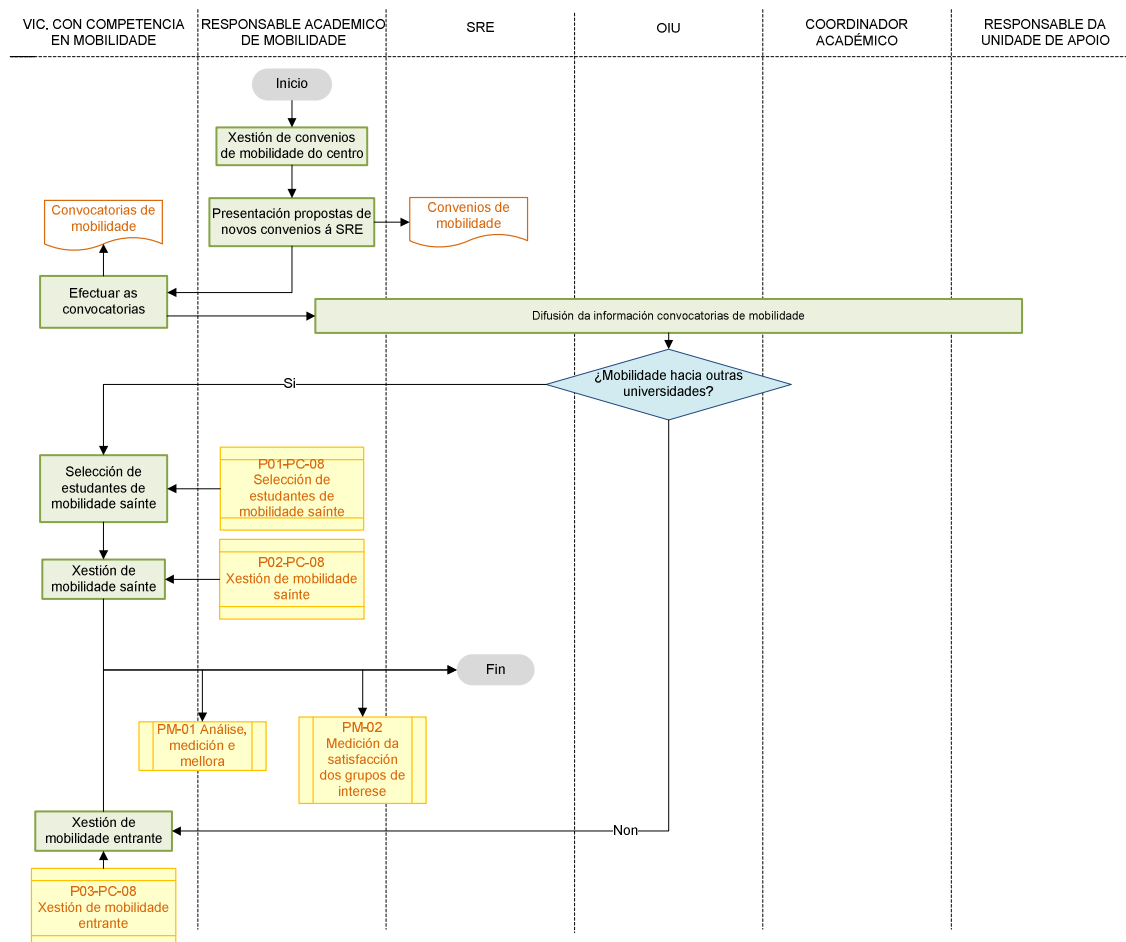 VIC. CON COMPETENCIA
EN MOBILIDADE
RESPONSABLE ACADEMICO
DE MOBILIDADE
SRE
OIU
COORDINADOR
ACADÉMICO
RESPONSABLE DA
UNIDADE DE APOIO
Inicio
Xestión de convenios
de mobilidade do centro
Convocatorias de
mobilidade
Presentación propostas de
novos convenios á SRE
Convenios de
mobilidade
Efectuar as
convocatorias
Difusión da información convocatorias de mobilidade
¿Mobilidade hacia outras
universidades?
Si
Selección de
estudantes de
mobilidade saínte
P01-PC-08
Selección de
estudantes de
mobilidade saínte
Xestión de
mobilidade saínte
P02-PC-08
Xestión de mobilidade
saínte
Fin
PM-01 Análise,
medición e
mellora
PM-02
Medición da
satisfacción
dos grupos de
interese
Xestión de
mobilidade entrante
Non
P03-PC-08
Xestión de mobilidade
entrante